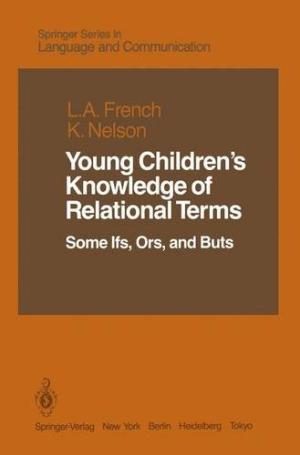 Springer Series in
Language and Communication
L.A. French
K. Nelson
Young Children's
Knowledge of
Relational Terms
Some Ifs, Ors, and Buts
Springer-Verlag New York Berlin Heidelberg Tokyo